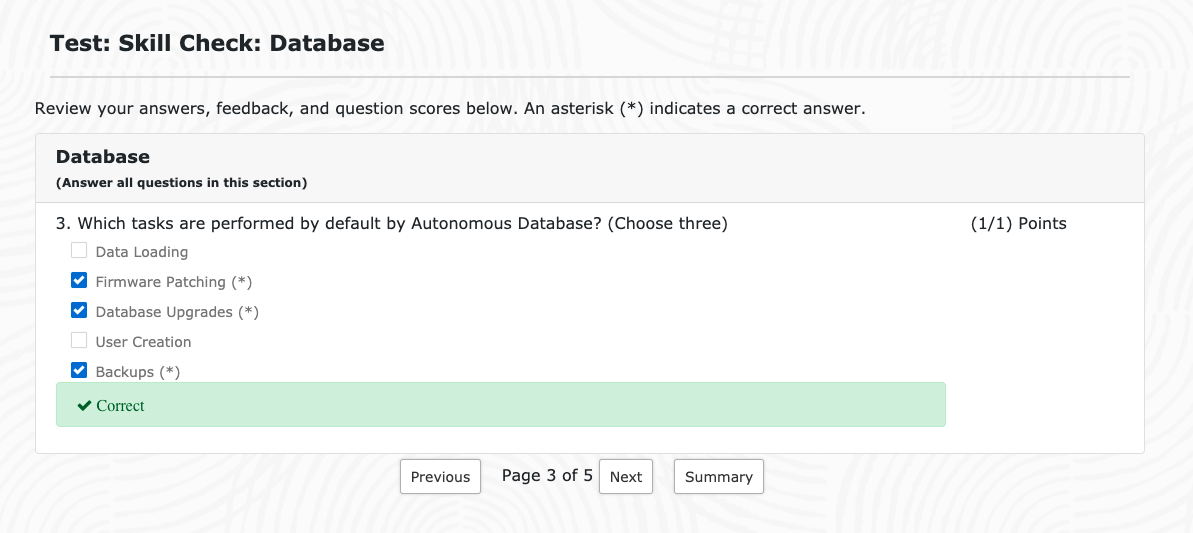 Test: Skill Check: Database
Review your answers, feedback, and question scores below. An asterisk (*) indicates a correct answer.
Database
(Answer all questions in this section)
3. Which tasks are performed by default by Autonomous Database? (Choose three) (1/1) Points
Data Loading
Firmware Patching (*)
Database Upgrades (*)
User Creation
Backups (*)
Correct
Previous Page 3 of 5 Next Summary